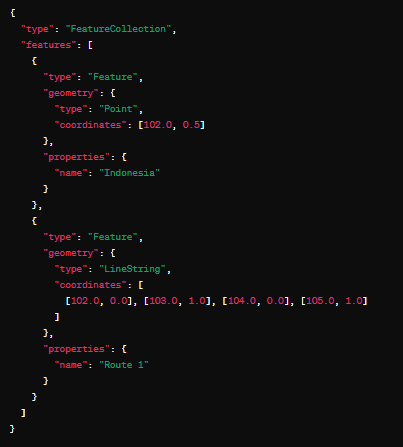 {
  "type": "FeatureCollection",
  "features": [
    {
      "type": "Feature",
      "geometry": {
        "type": "Point",
        "coordinates": [102.0, 0.5]
      },
      "properties": {
        "name": "Indonesia"
      }
    },
    {
      "type": "Feature",
      "geometry": {
        "type": "LineString",
        "coordinates": [
          [102.0, 0.0], [103.0, 1.0], [104.0, 0.0], [105.0, 1.0]
        ]
      },
      "properties": {
        "name": "Route 1"
      }
    }
  ]
}